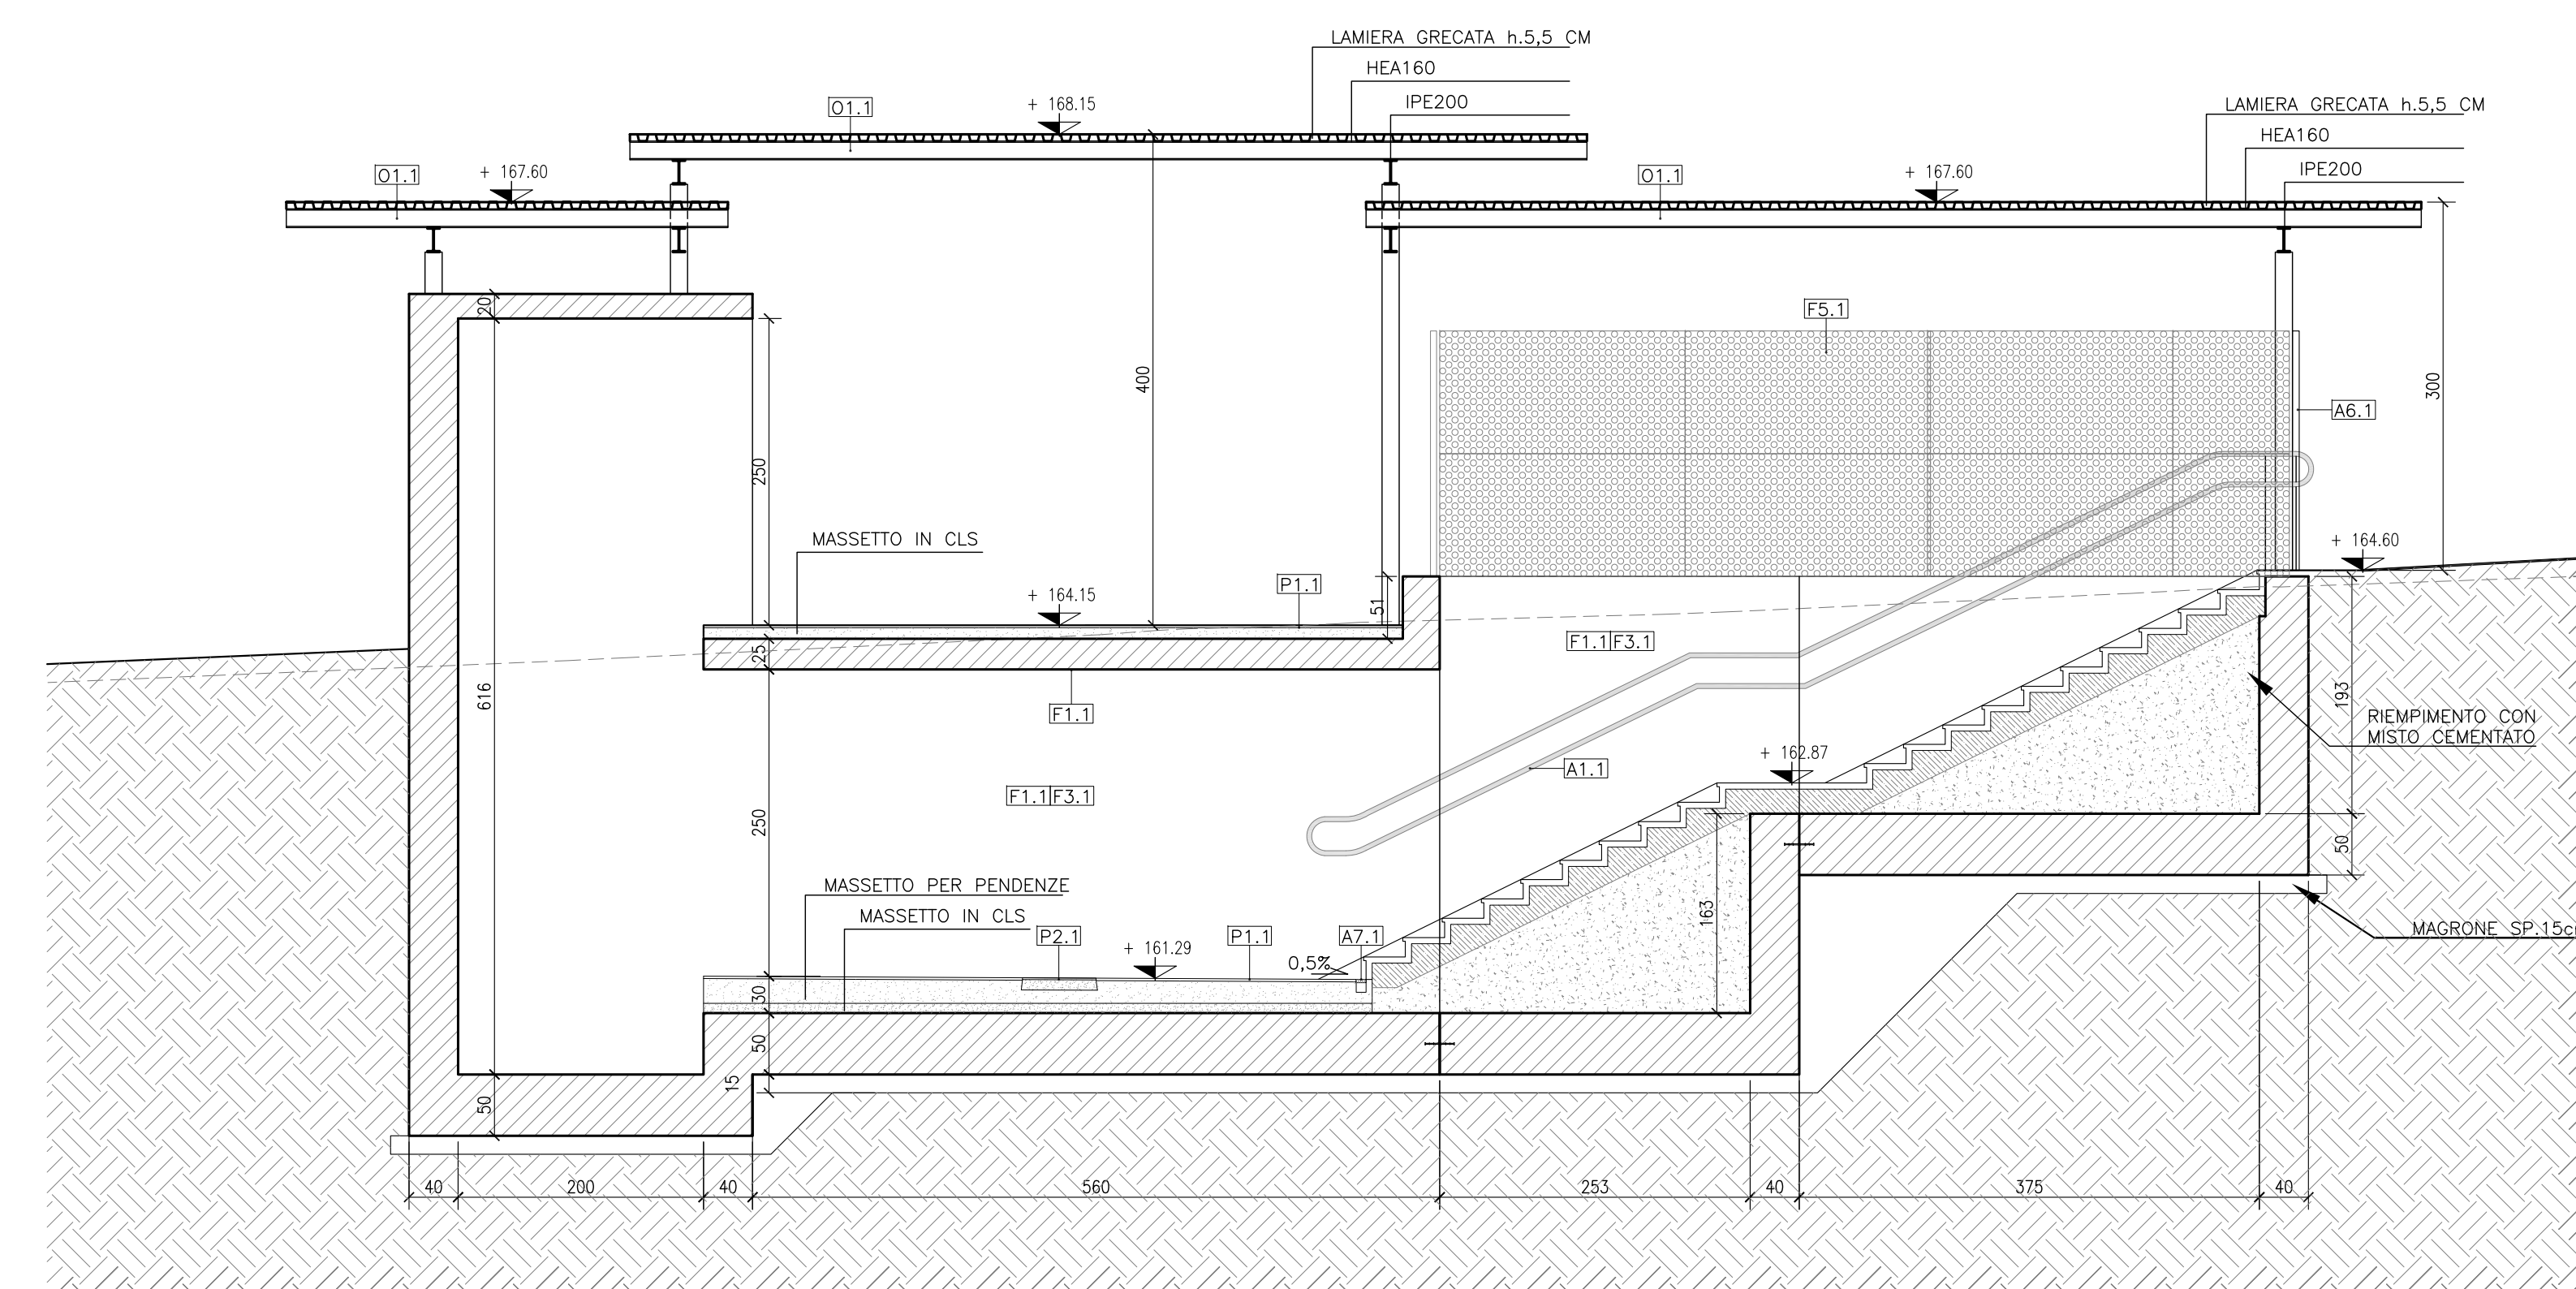 LAMIERA GRECATA h.5,5 CM
HEA160
IPE200
O1.1
+ 168.15
LAMIERA GRECATA h.5,5 CM
HEA160
IPE200
O1.1
+ 167.60
O1.1
+ 167.60
20
F5.1
400
300
A6.1
250
MASSETTO IN CLS
+ 164.60
P1.1
+ 164.15
51
F1.1 F3.1
25
616
193
F1.1
RIEMPIMENTO CON
MISTO CEMENTATO
+ 162.87
A1.1
F1.1 F3.1
250
50
MASSETTO PER PENDENZE
MASSETTO IN CLS
163
MAGRONE SP.15c
P2.1
+ 161.29
P1.1
A7.1
0,5%
30
50
15
50
40
200
40
560
253
40
375
40